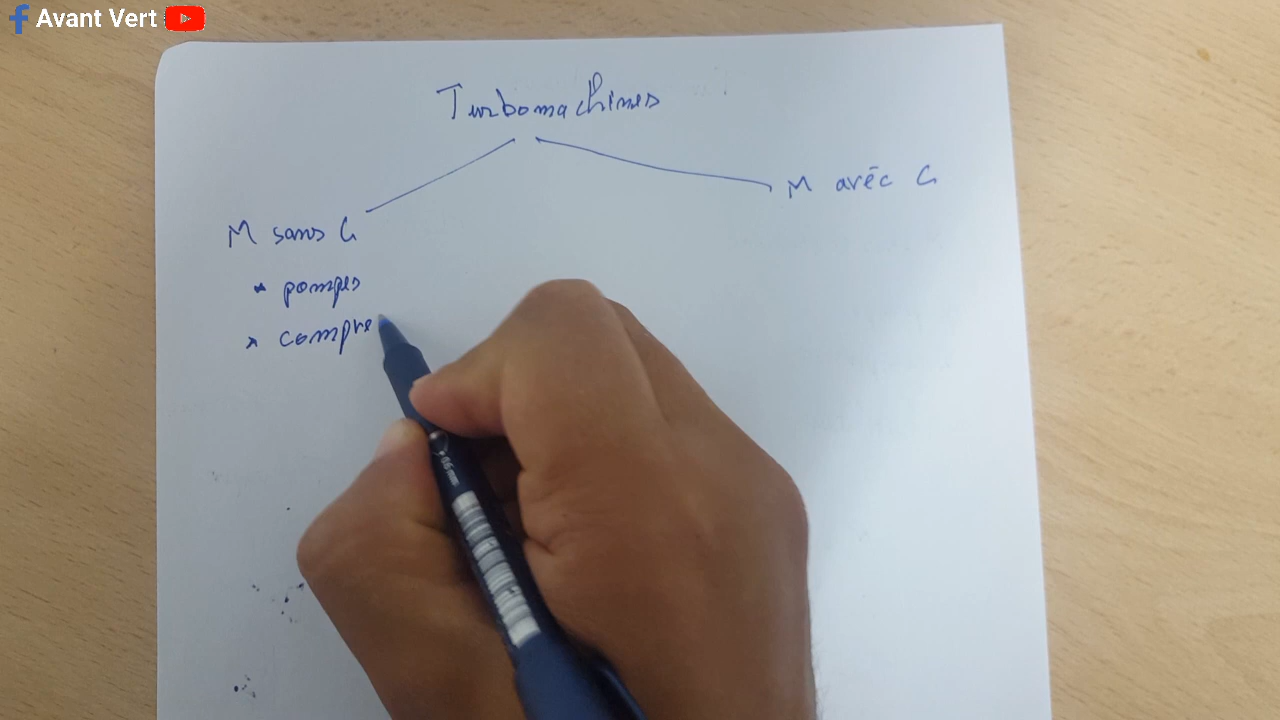 Avant Vert
Turbomachines
M avec G
M sans G
* pompes
* compre